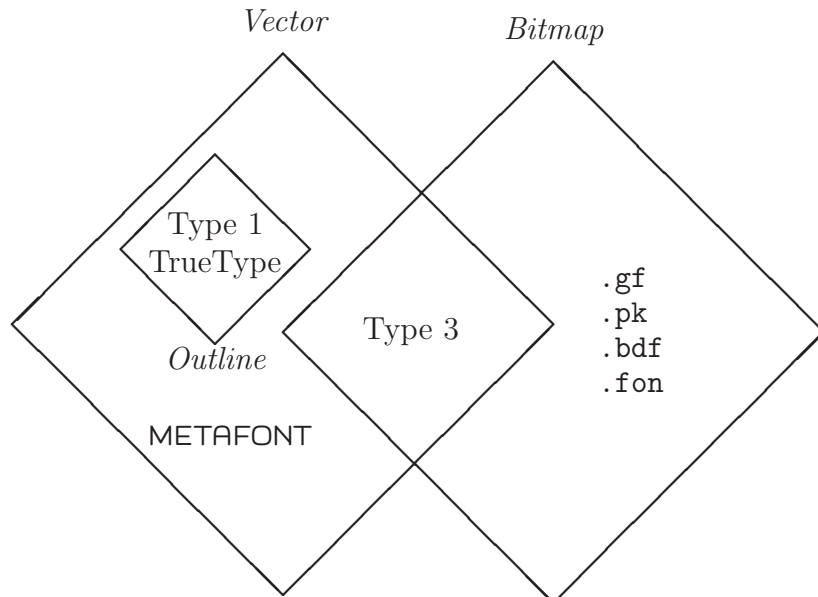 Vector
Bitmap
Type 1
TrueType
Outline
METAFONT
Type 3
.gf
.pk
.bdf
.fon